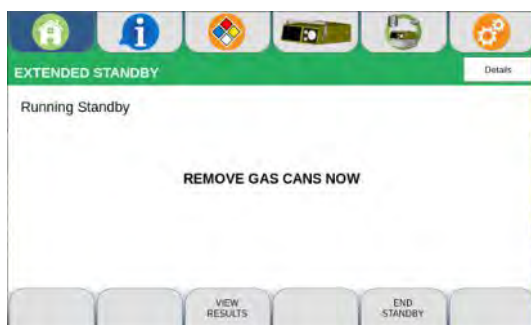 EXTENDED STANDBY
Details
Running Standby
REMOVE GAS CANS NOW
VIEW
RESULTS
END
STANDBY